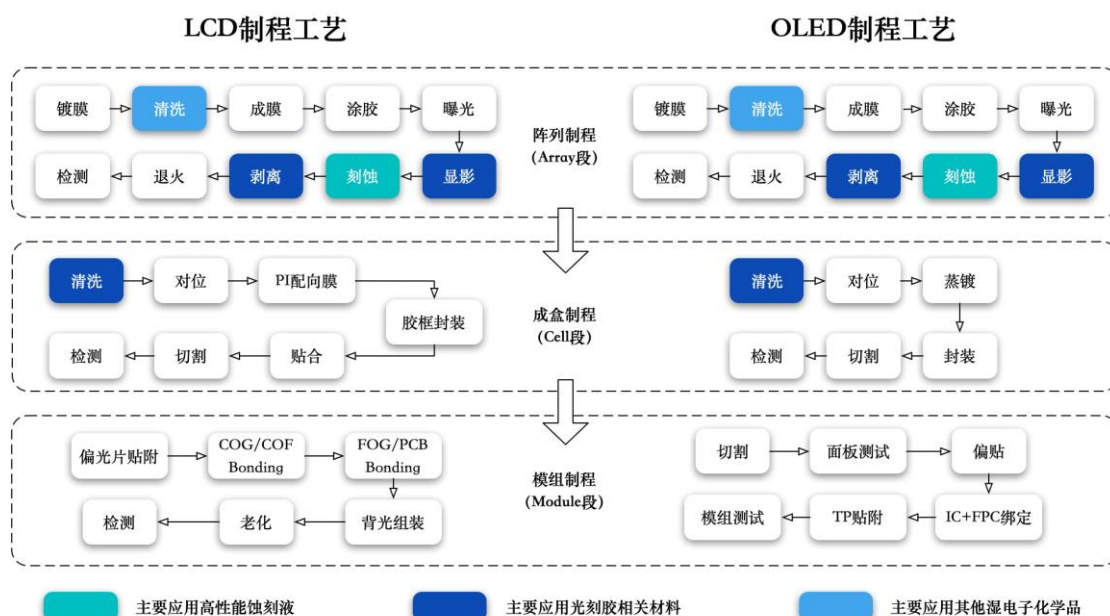 LCD制程工艺
OLED制程工艺
镀膜
清洗
成膜
涂胶
曝光
检测
退火
剥离
刻蚀
显影
阵列制程
(Array段)
镀膜
清洗
成膜
涂胶
曝光
检测
退火
剥离
刻蚀
显影
清洗
对位
PI配向膜
胶框封装
检测
切割
贴合
成盒制程
(Cell段)
清洗
对位
蒸镀
检测
切割
封装
偏光片贴附
COG/COF
Bonding
FOG/PCB
Bonding
检测
老化
背光组装
模组制程
(Module段)
切割
面板测试
偏贴
模组测试
TP贴附
IC+FPC绑定
主要应用高性能蚀刻液
主要应用光刻胶相关材料
主要应用其他湿电子化学品